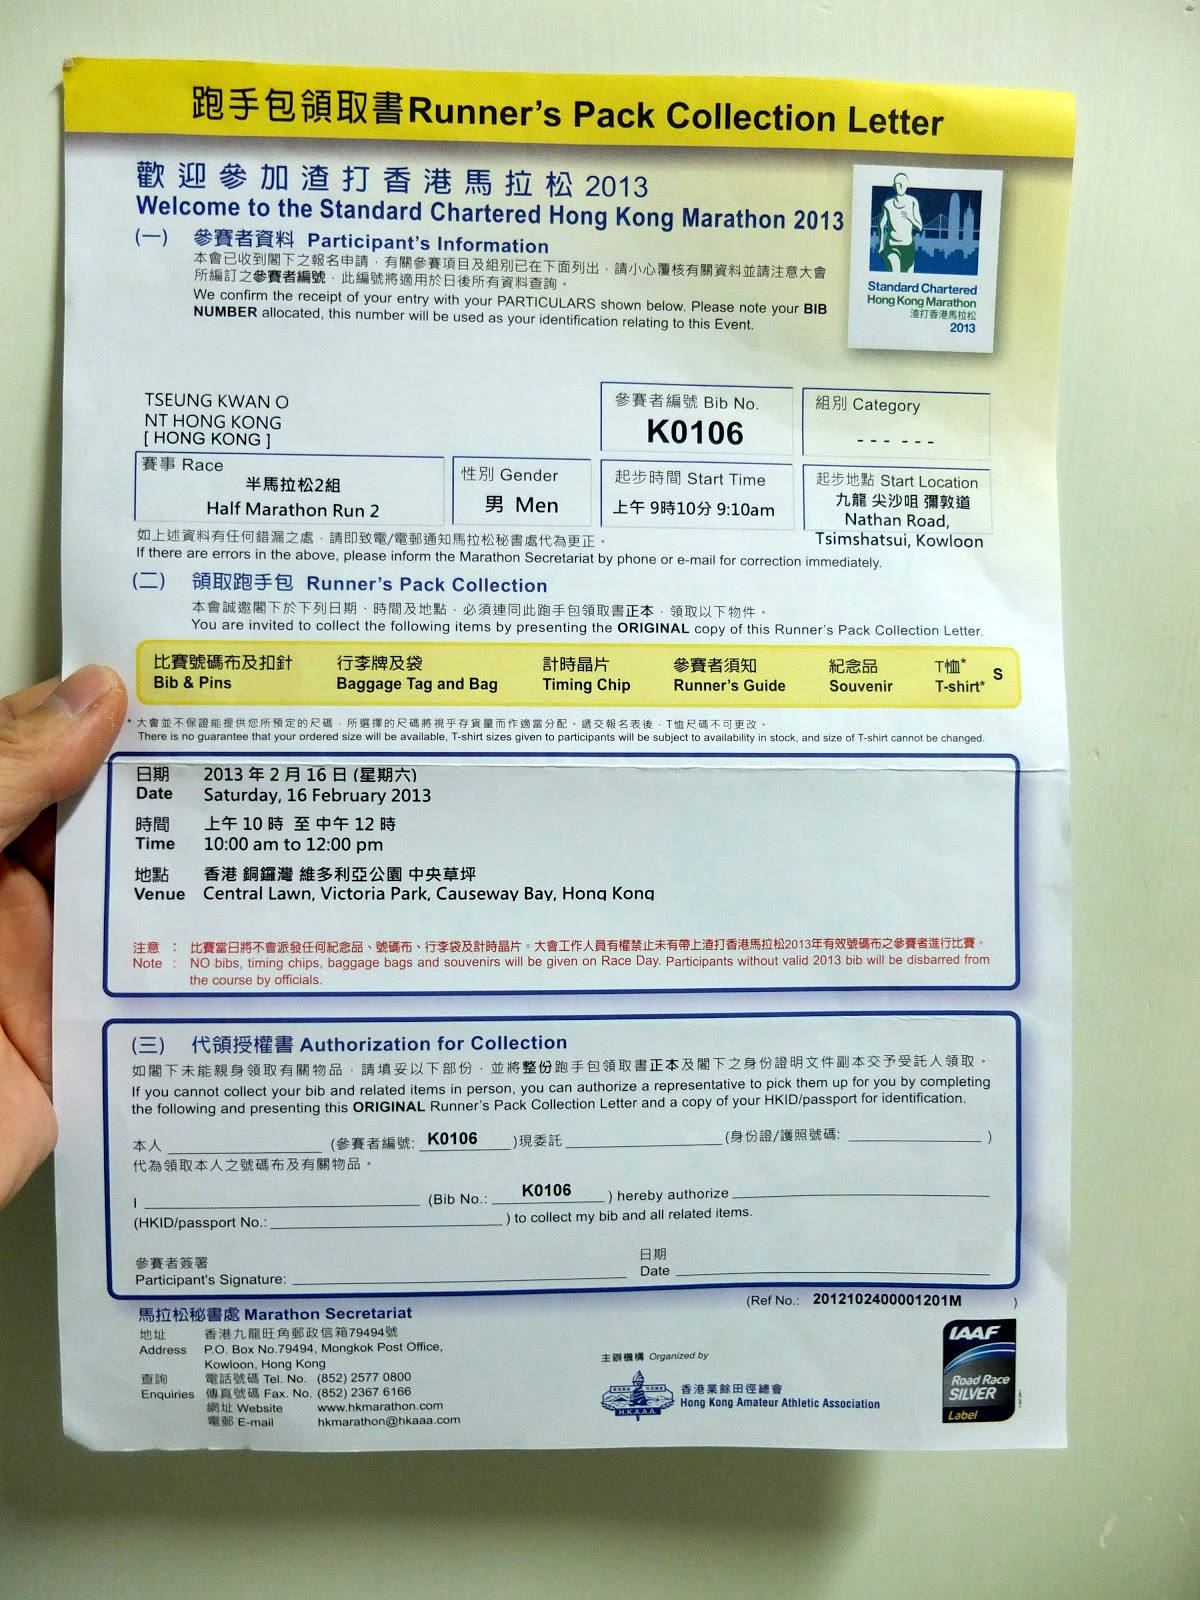 跑手包領取書Runner's Pack Collection Letter
歡迎參加渣打香港馬拉松 2013
Welcome to the Standard Chartered Hong Kong Marathon 2013
Standard Chartered
Hong Kong Marathon
渣打香港馬拉松
2013
(一) 參賽者資料 Participant's Information
本會已收到閣下之報名申請，有關參賽項目及組別已在下面列出，請小心覆核有關資料並請注意大會
所編訂之參賽者編號，此編號將適用於日後所有資料查詢。
We confirm the receipt of your entry with your PARTICULARS shown below. Please note your BIB
NUMBER allocated, this number will be used as your identification relating to this Event.
TSEUNG KWAN O
NT HONG KONG
[ HONG KONG ]
參賽者編號 Bib No.
K0106
組別 Category
--- ---
賽事 Race
半馬拉松2組
Half Marathon Run 2
性別 Gender
男 Men
起步時間 Start Time
上午 9時10分 9:10am
起步地點 Start Location
九龍 尖沙咀 彌敦道
Nathan Road,
Tsimshatsui, Kowloon
如上述資料有任何錯漏之處，請即致電/電郵通知馬拉松秘書處代為更正。
If there are errors in the above, please inform the Marathon Secretariat by phone or e-mail for correction immediately.
(二) 領取跑手包 Runner's Pack Collection
本會誠邀閣下於下列日期、時間及地點，必須連同此跑手包領取書正本，領取以下物件。
You are invited to collect the following items by presenting the ORIGINAL copy of this Runner's Pack Collection Letter.
比賽號碼布及扣針 行李牌及袋 計時晶片 參賽者須知 紀念品 T恤* S
Bib & Pins Baggage Tag and Bag Timing Chip Runner's Guide Souvenir T-shirt*
* 大會並不保證能提供您所預定的尺碼，所選擇的尺碼將視乎存貨量而作適當分配。遞交報名表後，T恤尺碼不可更改。
There is no guarantee that your ordered size will be available, T-shirt sizes given to participants will be subject to availability in stock, and size of T-shirt cannot be changed.
日期 2013 年 2 月 16 日 (星期六)
Date Saturday, 16 February 2013
時間 上午 10 時 至 中午 12 時
Time 10:00 am to 12:00 pm
地點 香港 銅鑼灣 維多利亞公園 中央草坪
Venue Central Lawn, Victoria Park, Causeway Bay, Hong Kong
注意 : 比賽當日將不會派發任何紀念品、號碼布、行李袋及計時晶片。大會工作人員有權禁止未有帶上渣打香港馬拉松2013年有效號碼布之參賽者進行比賽。
Note : NO bibs, timing chips, baggage bags and souvenirs will be given on Race Day. Participants without valid 2013 bib will be disbarred from
the course by officials.
(三) 代領授權書 Authorization for Collection
如閣下未能親身領取有關物品，請填妥以下部份，並將整份跑手包領取書正本及閣下之身份證明文件副本交予受託人領取。
If you cannot collect your bib and related items in person, you can authorize a representative to pick them up for you by completing
the following and presenting this ORIGINAL Runner's Pack Collection Letter and a copy of your HKID/passport for identification.
本人 (參賽者編號: K0106 )現委託 (身份證/護照號碼: )
代為領取本人之號碼布及有關物品。
I (Bib No.: K0106 ) hereby authorize
(HKID/passport No.: ) to collect my bib and all related items.
參賽者簽署 日期
Participant's Signature: Date
(Ref No.: 2012102400001201M )
馬拉松秘書處 Marathon Secretariat
地址 香港九龍旺角郵政信箱79494號
Address P.O. Box No.79494, Mongkok Post Office,
Kowloon, Hong Kong
查詢 電話號碼 Tel. No. (852) 2577 0800
Enquiries 傳真號碼 Fax. No. (852) 2367 6166
網址 Website www.hkmarathon.com
電郵 E-mail hkmarathon@hkaaa.com
主辦機構 Organized by
H.K.A.A.A.
香港業餘田徑總會
Hong Kong Amateur Athletic Association
IAAF
Road Race
SILVER
Label